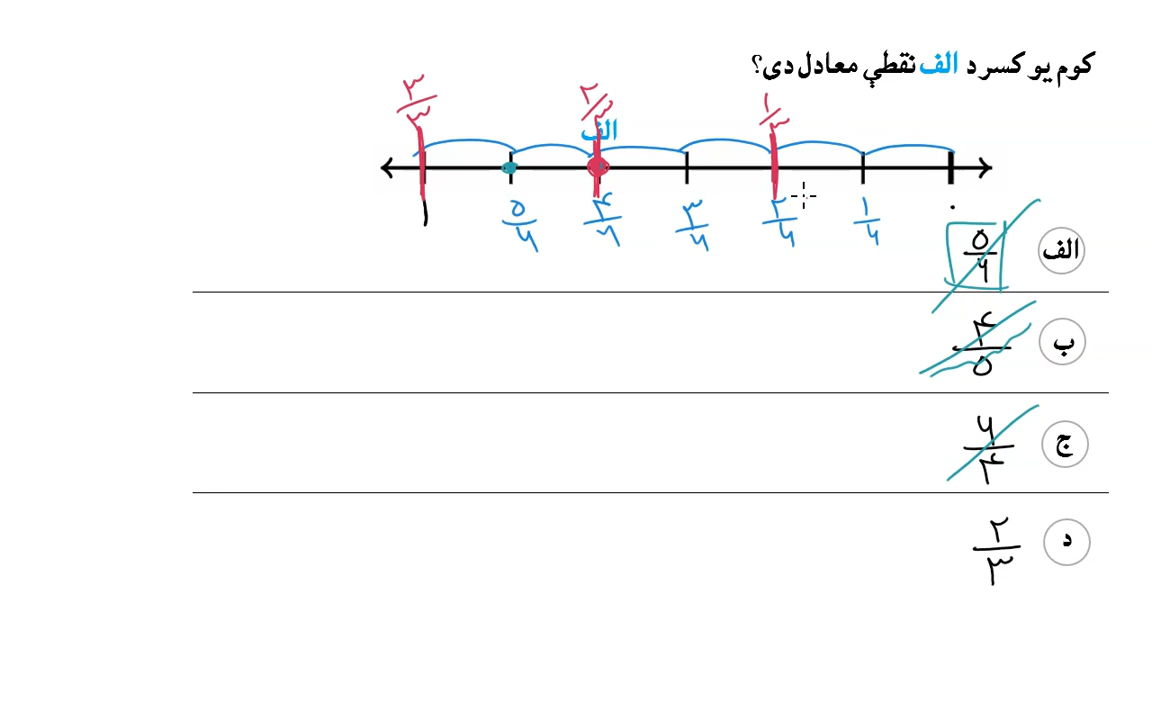 کوم یو کسر د الف نقطې معادل دی؟
۳/۳ ۲/۳ ۱/۳
الف
۱ ۵/۶ ۴/۶ ۳/۶ ۲/۶ ۱/۶ ۰
الف ۵/۶
ب ۴/۵
ج ۶/۴
د ۲/۳